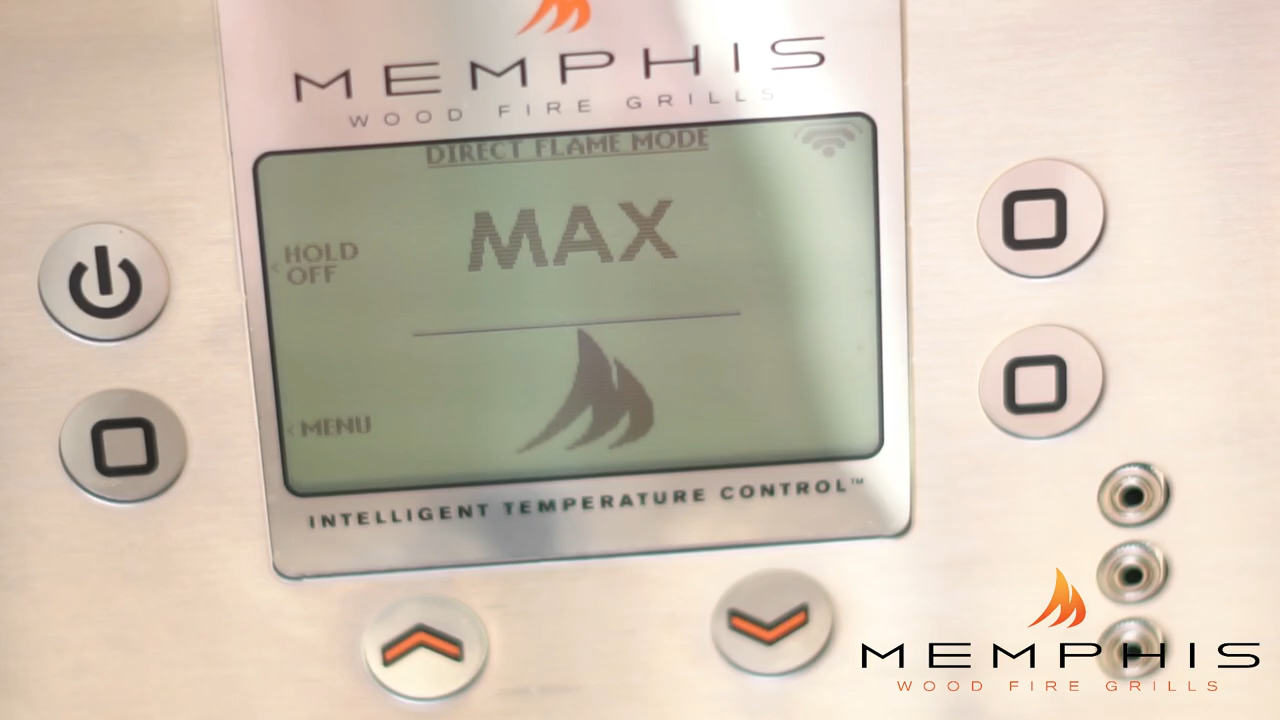 MEMPHIS
WOOD FIRE GRILLS
DIRECT FLAME MODE
MAX
HOLD
OFF
MENU
INTELLIGENT TEMPERATURE CONTROL™
MEMPHIS
WOOD FIRE GRILLS